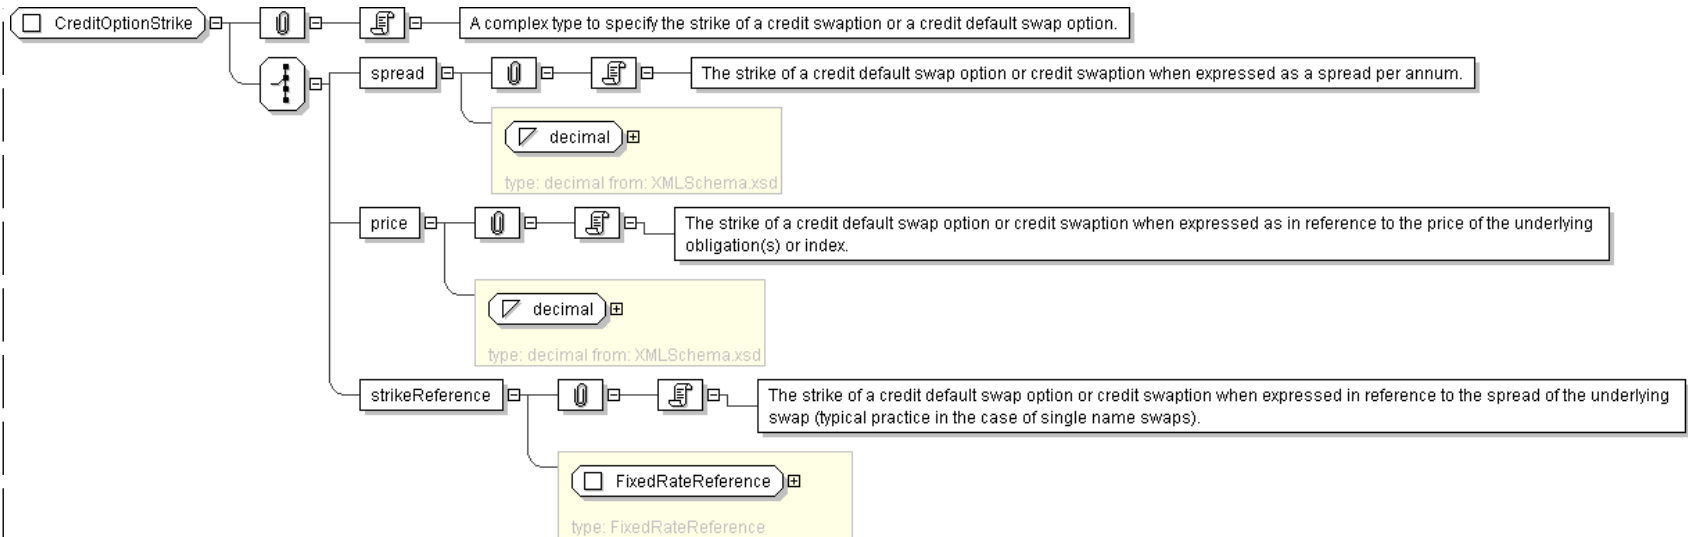 CreditOptionStrike
A complex type to specify the strike of a credit swaption or a credit default swap option.
spread
The strike of a credit default swap option or credit swaption when expressed as a spread per annum.
decimal
type: decimal from: XMLSchema.xsd
price
The strike of a credit default swap option or credit swaption when expressed as in reference to the price of the underlying
obligation(s) or index.
decimal
type: decimal from: XMLSchema.xsd
strikeReference
The strike of a credit default swap option or credit swaption when expressed in reference to the spread of the underlying
swap (typical practice in the case of single name swaps).
FixedRateReference
type: FixedRateReference